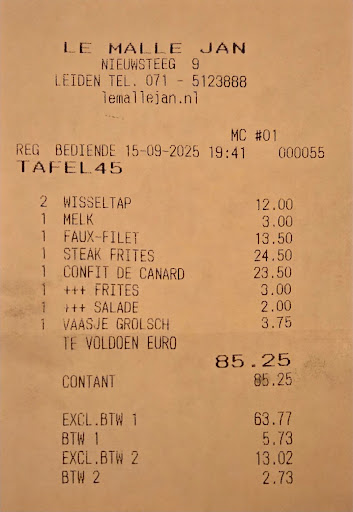 LE MALLE JAN
NIEUWSTEEG 9
LEIDEN TEL. 071 - 5123888
lemallejan.nl
MC #01
REG BEDIENDE 15-09-2025 19:41 000055
TAFEL45
2 WISSELTAP 12.00
1 MELK 3.00
1 FAUX-FILET 13.50
1 STEAK FRITES 24.50
1 CONFIT DE CANARD 23.50
1 +++ FRITES 3.00
1 +++ SALADE 2.00
1 VAASJE GROLSCH 3.75
TE VOLDOEN EURO
85.25
CONTANT 85.25
EXCL.BTW 1 63.77
BTW 1 5.73
EXCL.BTW 2 13.02
BTW 2 2.73